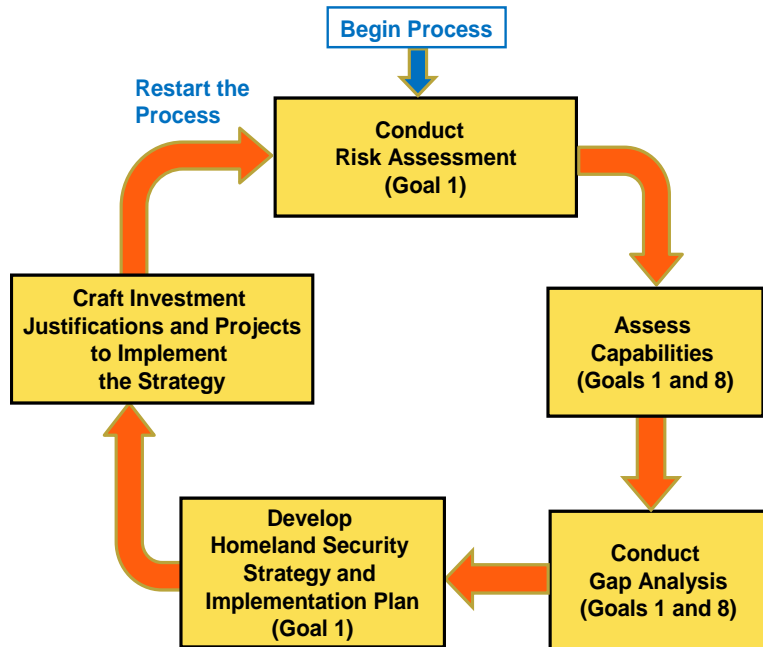 Begin Process
Restart the
Process
Conduct
Risk Assessment
(Goal 1)
Assess
Capabilities
(Goals 1 and 8)
Conduct
Gap Analysis
(Goals 1 and 8)
Develop
Homeland Security
Strategy and
Implementation Plan
(Goal 1)
Craft Investment
Justifications and Projects
to Implement
the Strategy